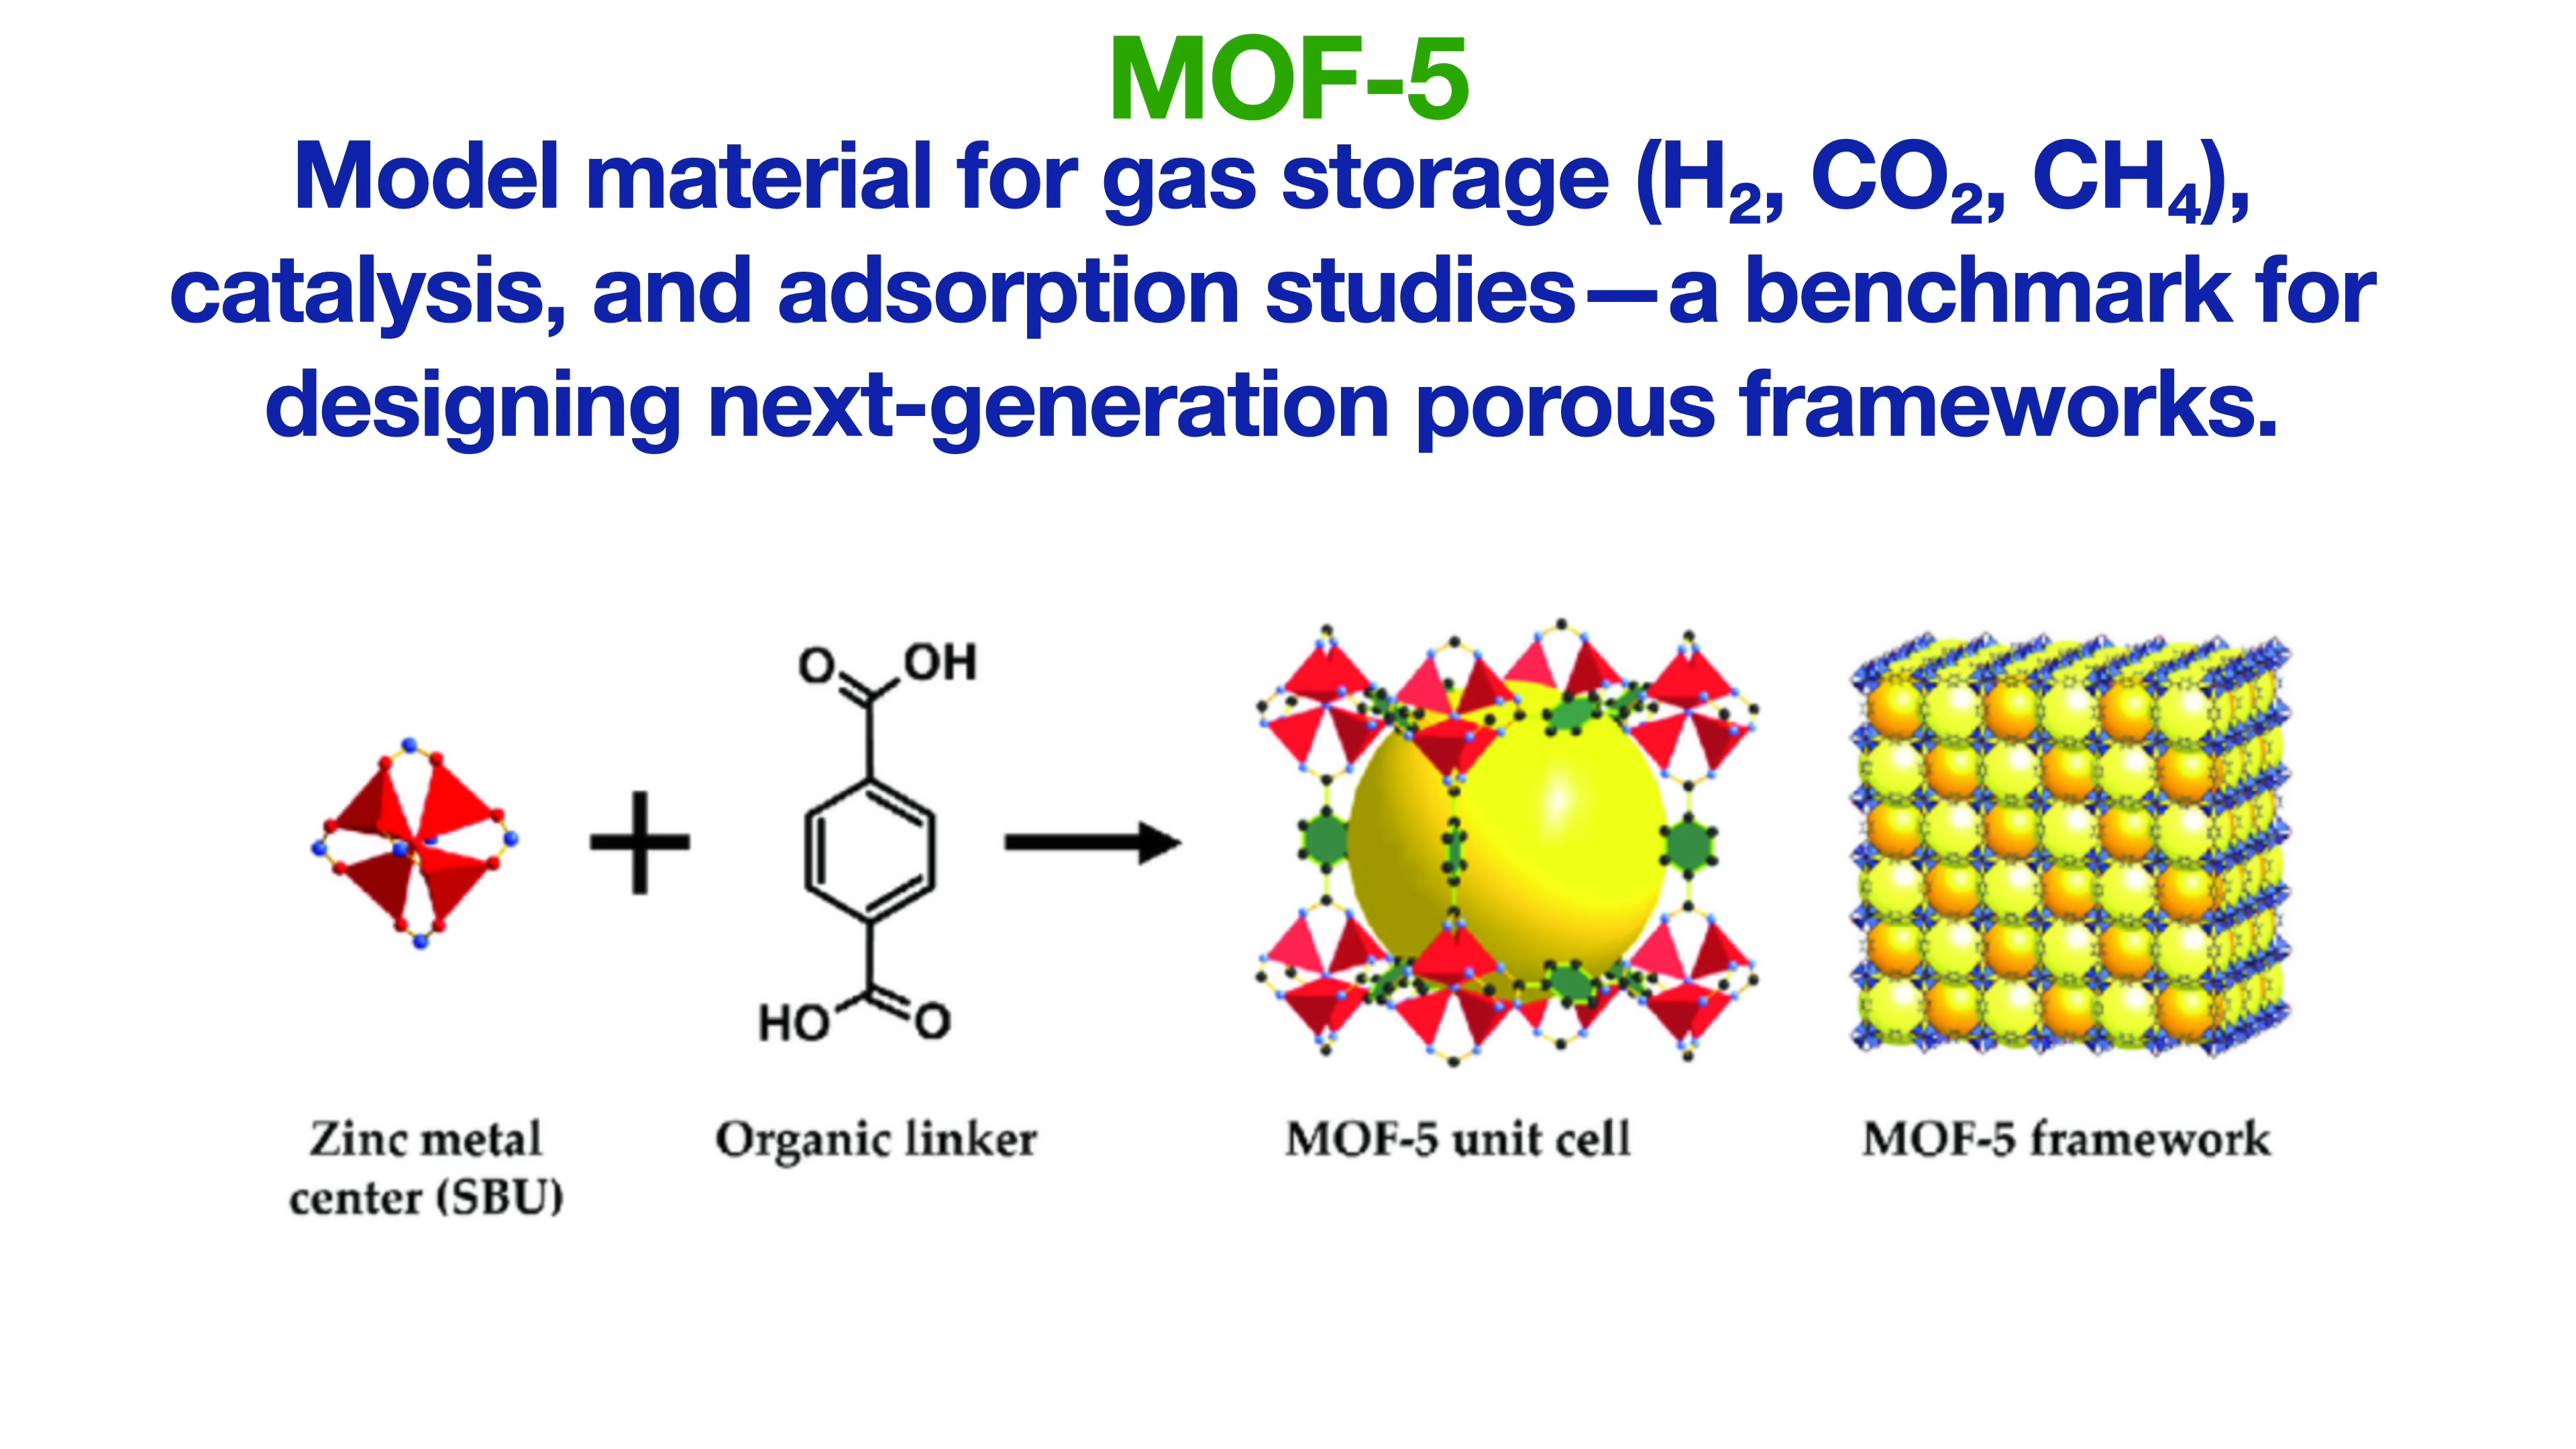 MOF-5
Model material for gas storage (H₂, CO₂, CH₄),
catalysis, and adsorption studies—a benchmark for
designing next-generation porous frameworks.
O OH
HO O
Zinc metal
center (SBU)
Organic linker
MOF-5 unit cell
MOF-5 framework